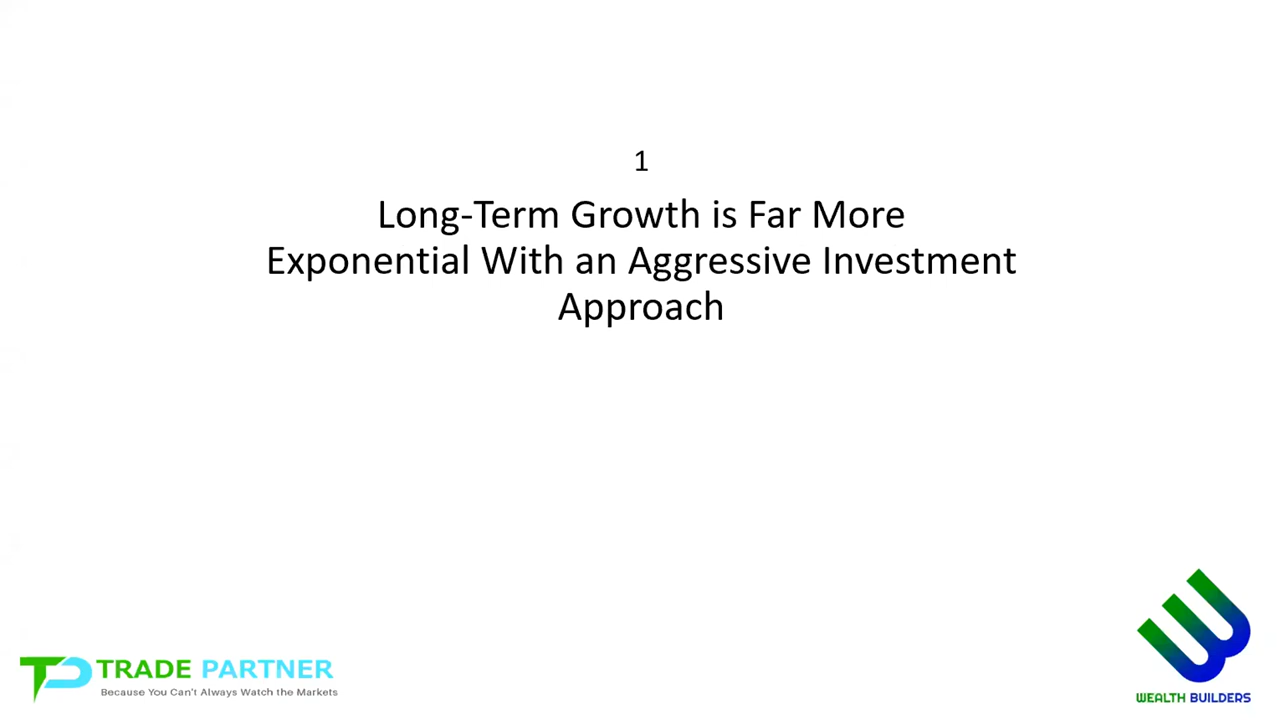 1
Long-Term Growth is Far More
Exponential With an Aggressive Investment
Approach
TRADE PARTNER
Because You Can't Always Watch the Markets
WEALTH BUILDERS